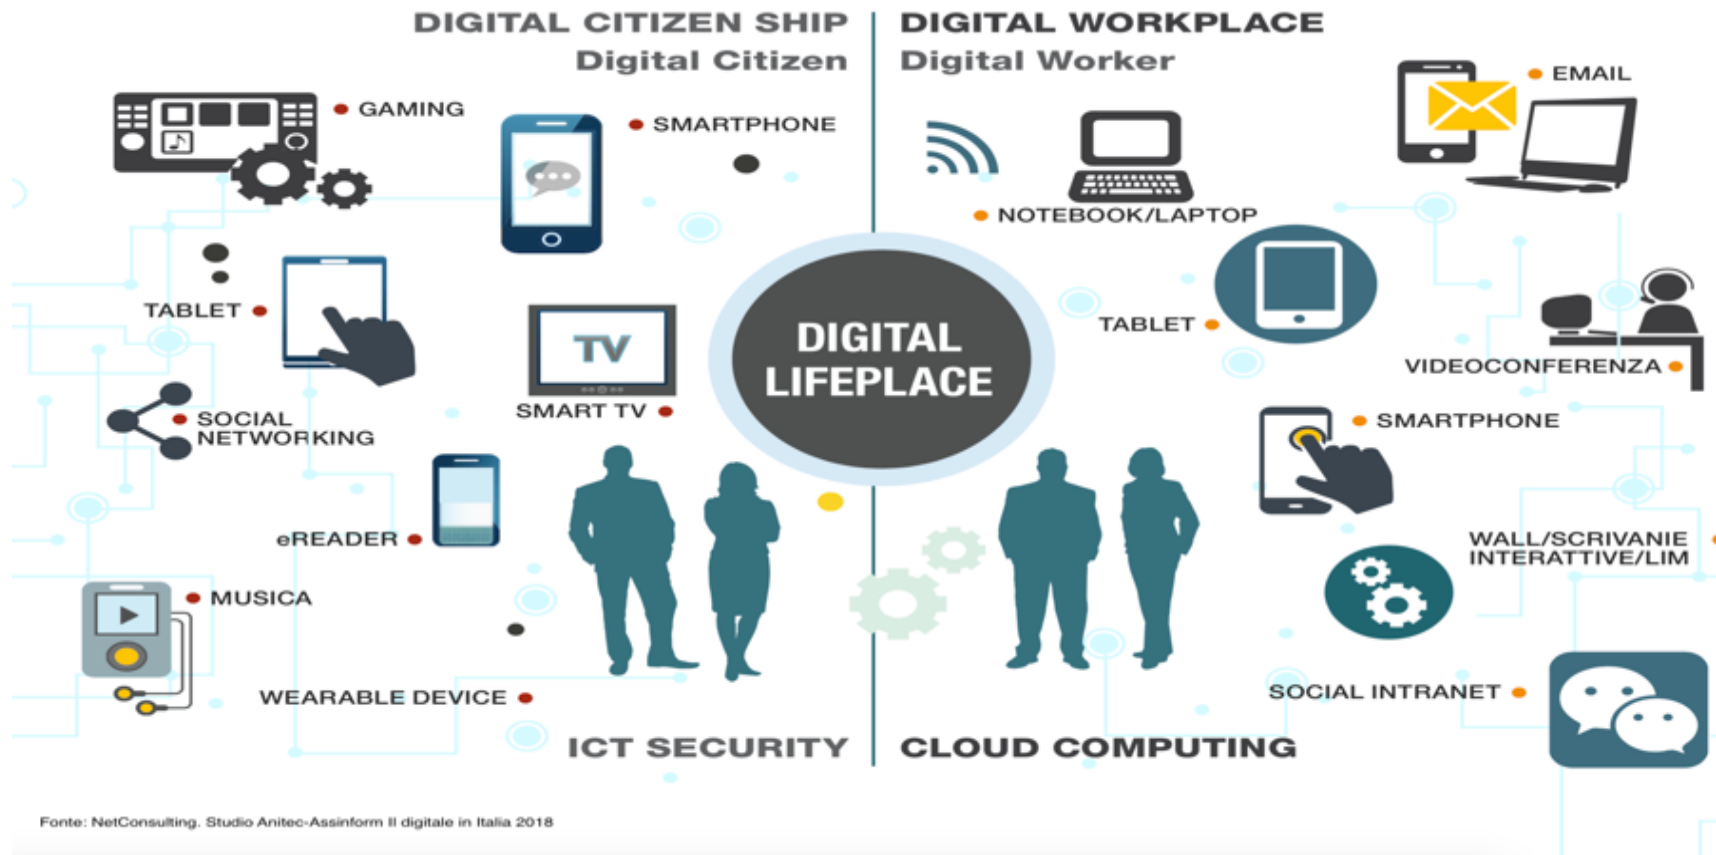 DIGITAL CITIZEN SHIP
Digital Citizen
GAMING
SMARTPHONE
TABLET
TV
SMART TV
SOCIAL
NETWORKING
eREADER
MUSICA
WEARABLE DEVICE
ICT SECURITY
DIGITAL
LIFEPLACE
DIGITAL WORKPLACE
Digital Worker
EMAIL
NOTEBOOK/LAPTOP
TABLET
VIDEOCONFERENZA
SMARTPHONE
WALL/SCRIVANIE
INTERATTIVE/LIM
SOCIAL INTRANET
CLOUD COMPUTING
Fonte: NetConsulting. Studio Anitec-Assinform Il digitale in Italia 2018